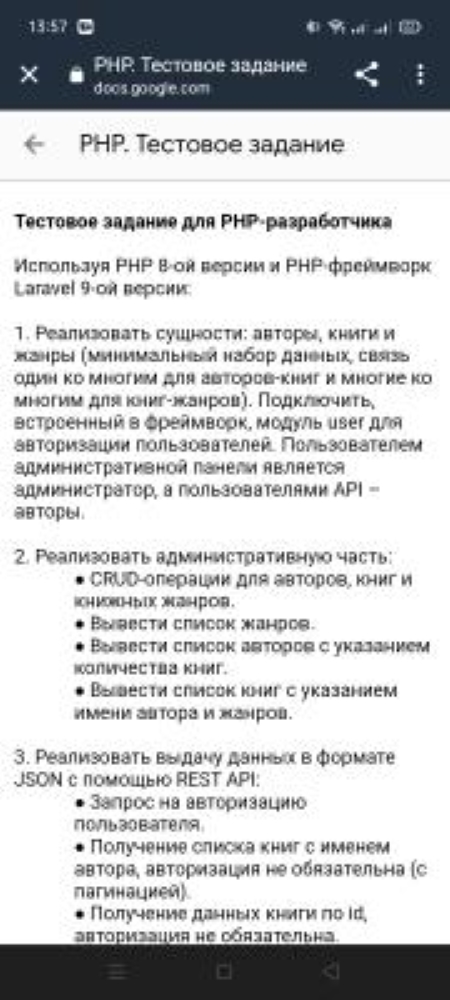 13:57
PHP. Тестовое задание
docs.google.com
PHP. Тестовое задание
Тестовое задание для PHP-разработчика
Используя PHP 8-ой версии и PHP-фреймворк
Laravel 9-ой версии:
1. Реализовать сущности: авторы, книги и
жанры (минимальный набор данных, связь
один ко многим для авторов-книг и многие ко
многим для книг-жанров). Подключить,
встроенный в фреймворк, модуль user для
авторизации пользователей. Пользователем
административной панели является
администратор, а пользователями API –
авторы.
2. Реализовать административную часть:
● CRUD-операции для авторов, книг и
книжных жанров.
● Вывести список жанров.
● Вывести список авторов с указанием
количества книг.
● Вывести список книг с указанием
имени автора и жанров.
3. Реализовать выдачу данных в формате
JSON с помощью REST API:
● Запрос на авторизацию
пользователя.
● Получение списка книг с именем
автора, авторизация не обязательна (с
пагинацией).
● Получение данных книги по id,
авторизация не обязательна.